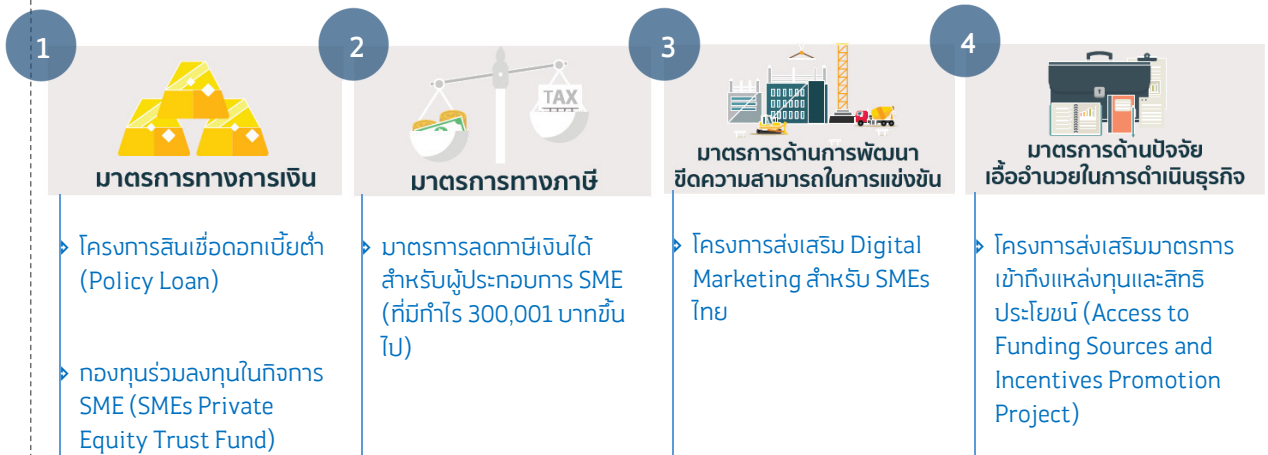 1
มาตรการทางการเงิน
โครงการสินเชื่อดอกเบี้ยต่ำ
(Policy Loan)
กองทุนร่วมลงทุนในกิจการ
SME (SMEs Private
Equity Trust Fund)
2
TAX
มาตรการทางภาษี
มาตรการลดภาษีเงินได้
สำหรับผู้ประกอบการ SME
(ที่มีกำไร 300,001 บาทขึ้น
ไป)
3
มาตรการด้านการพัฒนา
ขีดความสามารถในการแข่งขัน
โครงการส่งเสริม Digital
Marketing สำหรับ SMEs
ไทย
4
มาตรการด้านปัจจัย
เอื้ออำนวยในการดำเนินธุรกิจ
โครงการส่งเสริมมาตรการ
เข้าถึงแหล่งทุนและสิทธิ
ประโยชน์ (Access to
Funding Sources and
Incentives Promotion
Project)